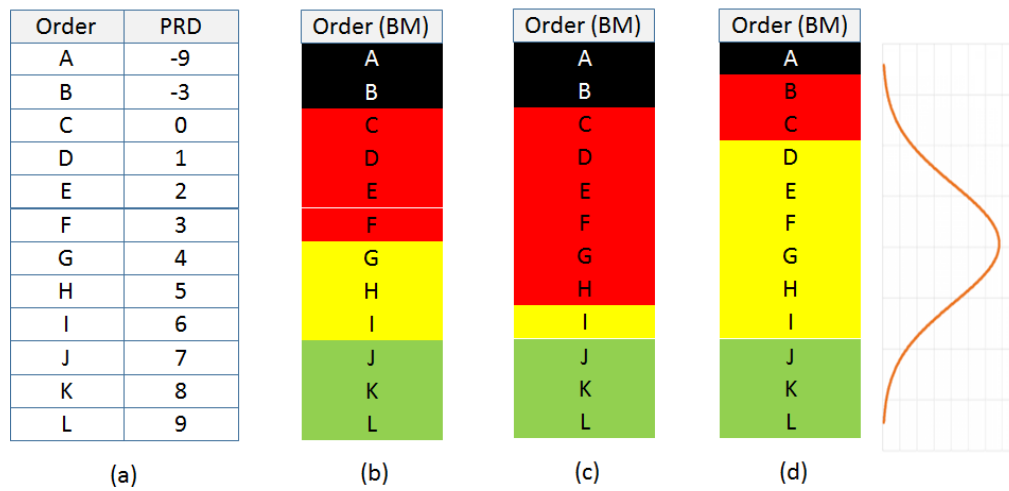 Order PRD Order (BM) Order (BM) Order (BM)
A -9 A A A
B -3 B B B
C 0 C C C
D 1 D D D
E 2 E E E
F 3 F F F
G 4 G G G
H 5 H H H
I 6 I I I
J 7 J J J
K 8 K K K
L 9 L L L
(a) (b) (c) (d)